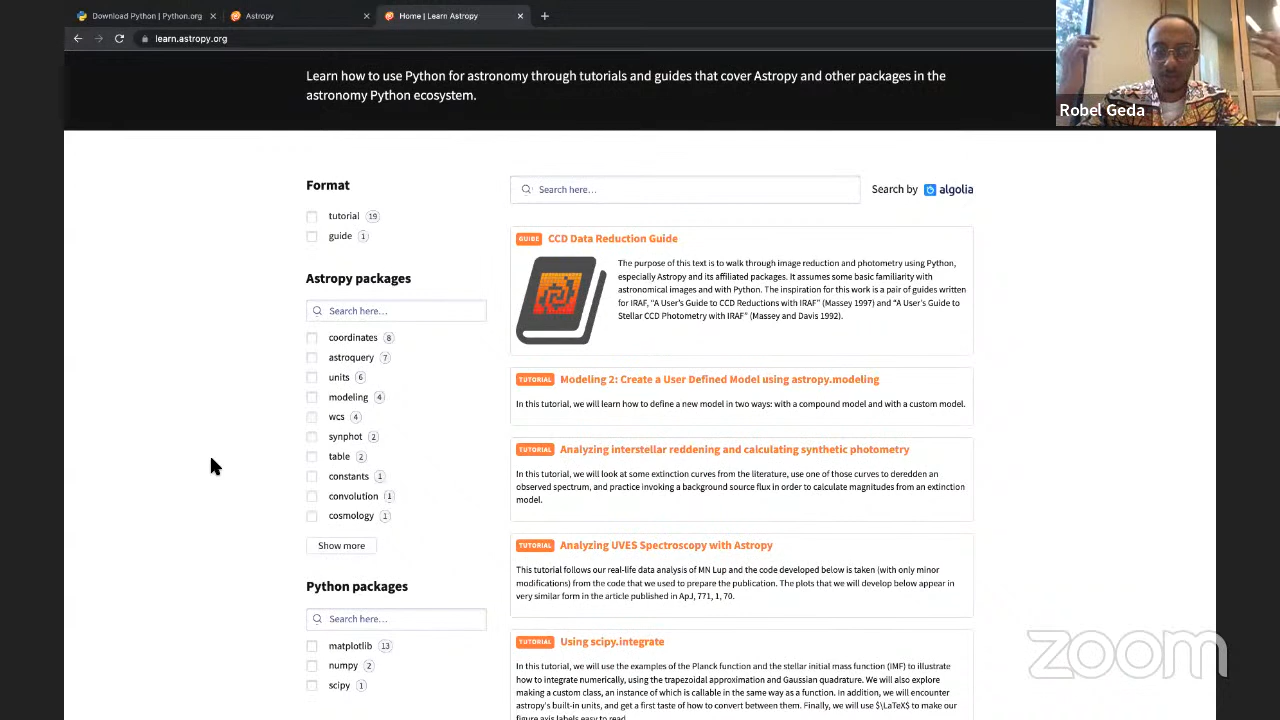 Download Python | Python.org
Astropy
Home | Learn Astropy
learn.astropy.org
Learn how to use Python for astronomy through tutorials and guides that cover Astropy and other packages in the
astronomy Python ecosystem.
Robel Geda
Format
tutorial 19
guide 1
Astropy packages
Search here...
coordinates 8
astroquery 7
units 6
modeling 4
wcs 4
synphot 2
table 2
constants 1
convolution 1
cosmology 1
Show more
Python packages
Search here...
matplotlib 13
numpy 2
scipy 1
Search here...
Search by algolia
GUIDE CCD Data Reduction Guide
The purpose of this text is to walk through image reduction and photometry using Python,
especially Astropy and its affiliated packages. It assumes some basic familiarity with
astronomical images and with Python. The inspiration for this work is a pair of guides written
for IRAF, "A User's Guide to CCD Reductions with IRAF" (Massey 1997) and "A User's Guide to
Stellar CCD Photometry with IRAF" (Massey and Davis 1992).
TUTORIAL Modeling 2: Create a User Defined Model using astropy.modeling
In this tutorial, we will learn how to define a new model in two ways: with a compound model and with a custom model.
TUTORIAL Analyzing interstellar reddening and calculating synthetic photometry
In this tutorial, we will look at some extinction curves from the literature, use one of those curves to deredden an
observed spectrum, and practice invoking a background source flux in order to calculate magnitudes from an extinction
model.
TUTORIAL Analyzing UVES Spectroscopy with Astropy
This tutorial follows our real-life data analysis of MN Lup and the code developed below is taken (with only minor
modifications) from the code that we used to prepare the publication. The plots that we will develop below appear in
very similar form in the article published in ApJ, 771, 1, 70.
TUTORIAL Using scipy.integrate
In this tutorial, we will use the examples of the Planck function and the stellar initial mass function (IMF) to illustrate
how to integrate numerically, using the trapezoidal approximation and Gaussian quadrature. We will also explore
making a custom class, an instance of which is callable in the same way as a function. In addition, we will encounter
astropy's built-in units, and get a first taste of how to convert between them. Finally, we will use $\LaTeX$ to make our
figure axis labels easy to read.
zoom